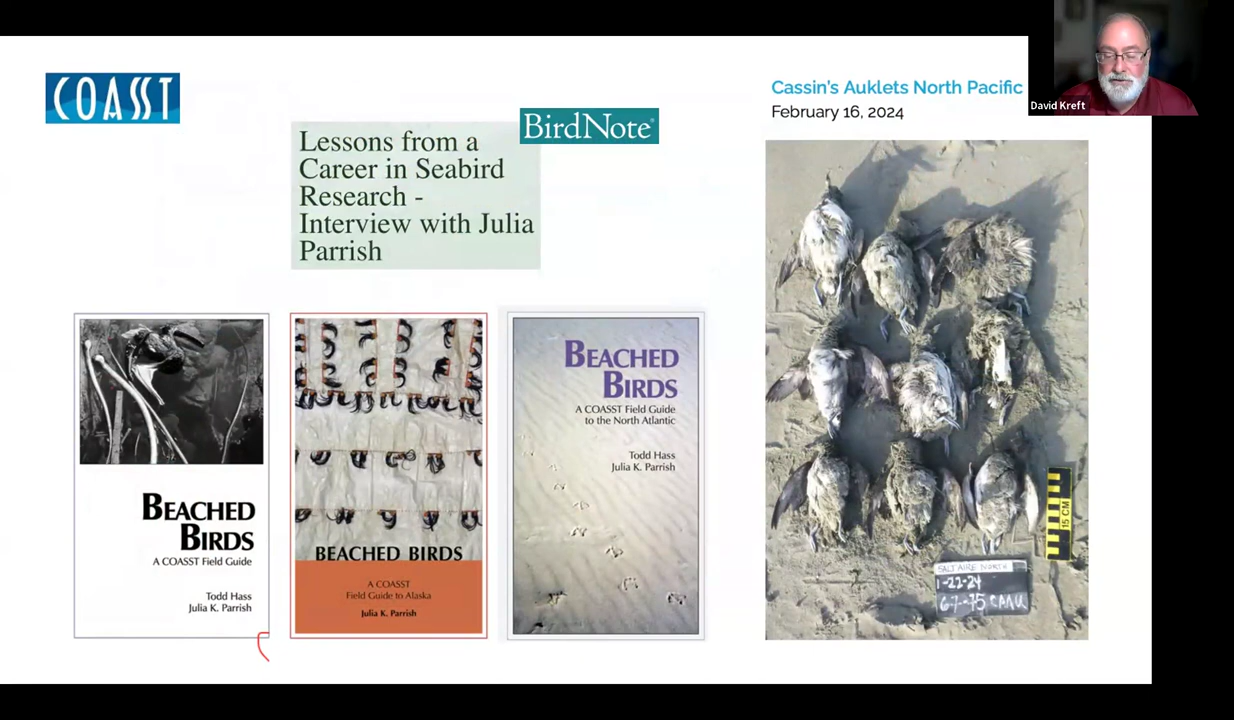 COASST
BirdNote®
Lessons from a
Career in Seabird
Research -
Interview with Julia
Parrish
Cassin's Auklets North Pacific
February 16, 2024
David Kreft
BEACHED
BIRDS
A COASST Field Guide
Todd Hass
Julia K. Parrish
BEACHED BIRDS
A COASST
Field Guide to Alaska
Julia K. Parrish
BEACHED
BIRDS
A COASST Field Guide
to the North Atlantic
Todd Hass
Julia K. Parrish
15 CM
SALTAIRE NORTH
1-22-24
67-75 CAAU